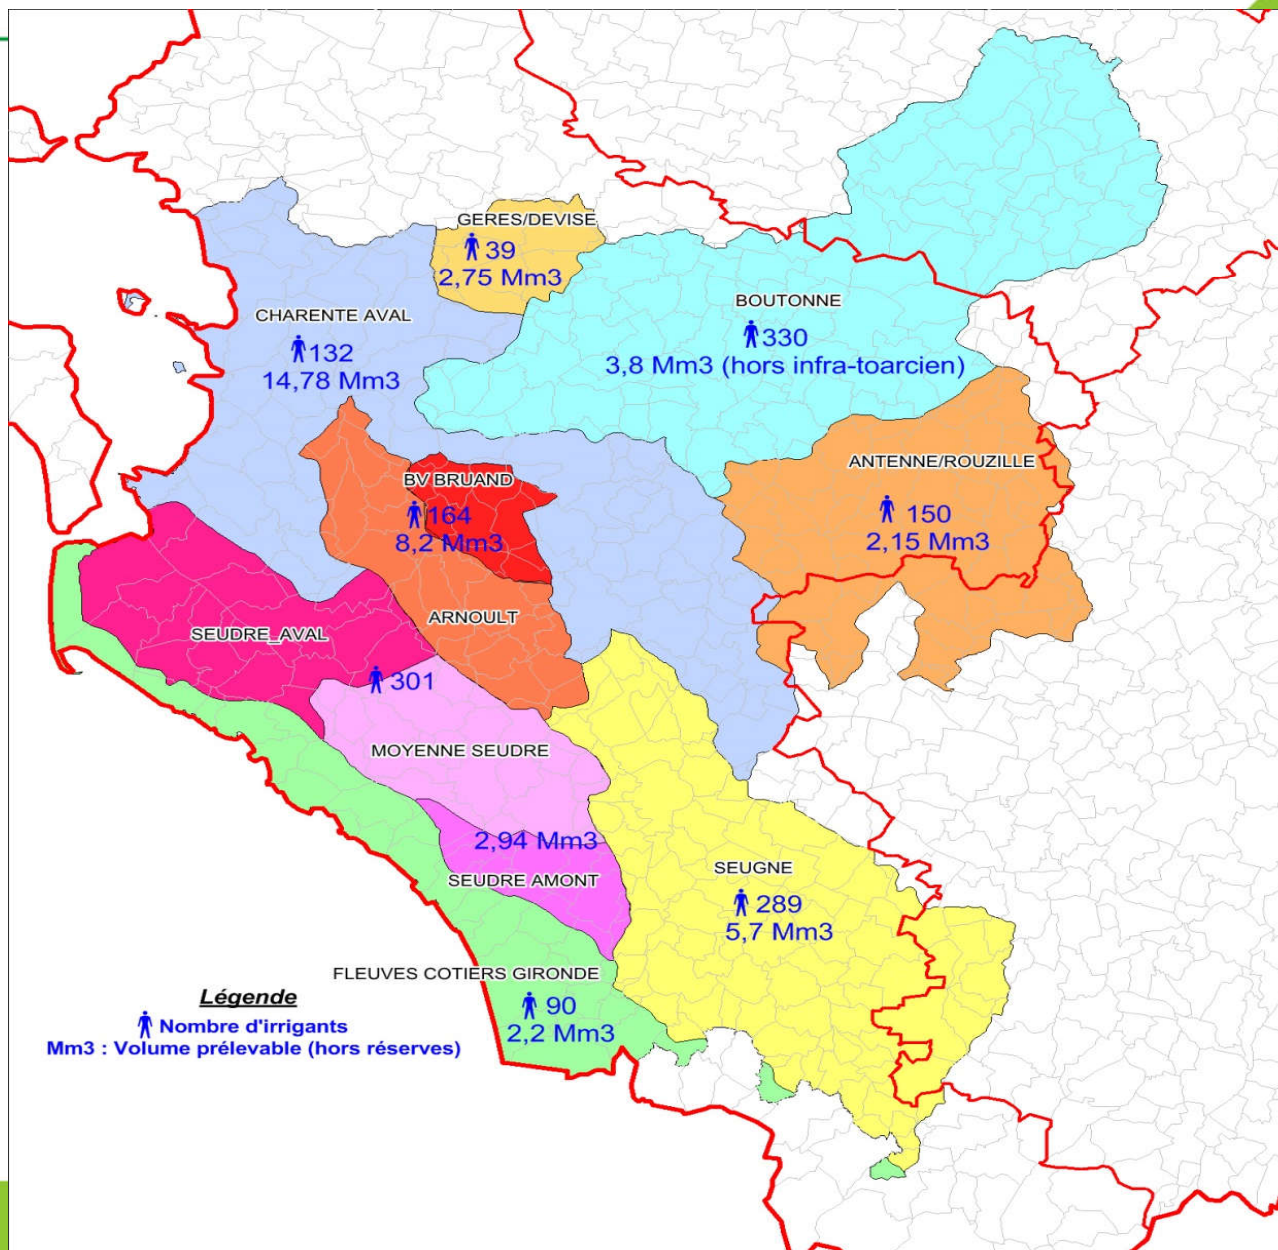 GERES/DEVISE
39
2,75 Mm3
CHARENTE AVAL
132
14,78 Mm3
BOUTONNE
330
3,8 Mm3 (hors infra-toarcien)
ANTENNE/ROUZILLE
150
2,15 Mm3
BV BRUAND
164
8,2 Mm3
ARNOULT
SEUDRE_AVAL
301
MOYENNE SEUDRE
2,94 Mm3
SEUDRE AMONT
SEUGNE
289
5,7 Mm3
FLEUVES COTIERS GIRONDE
90
2,2 Mm3
Légende
Nombre d'irrigants
Mm3 : Volume prélevable (hors réserves)